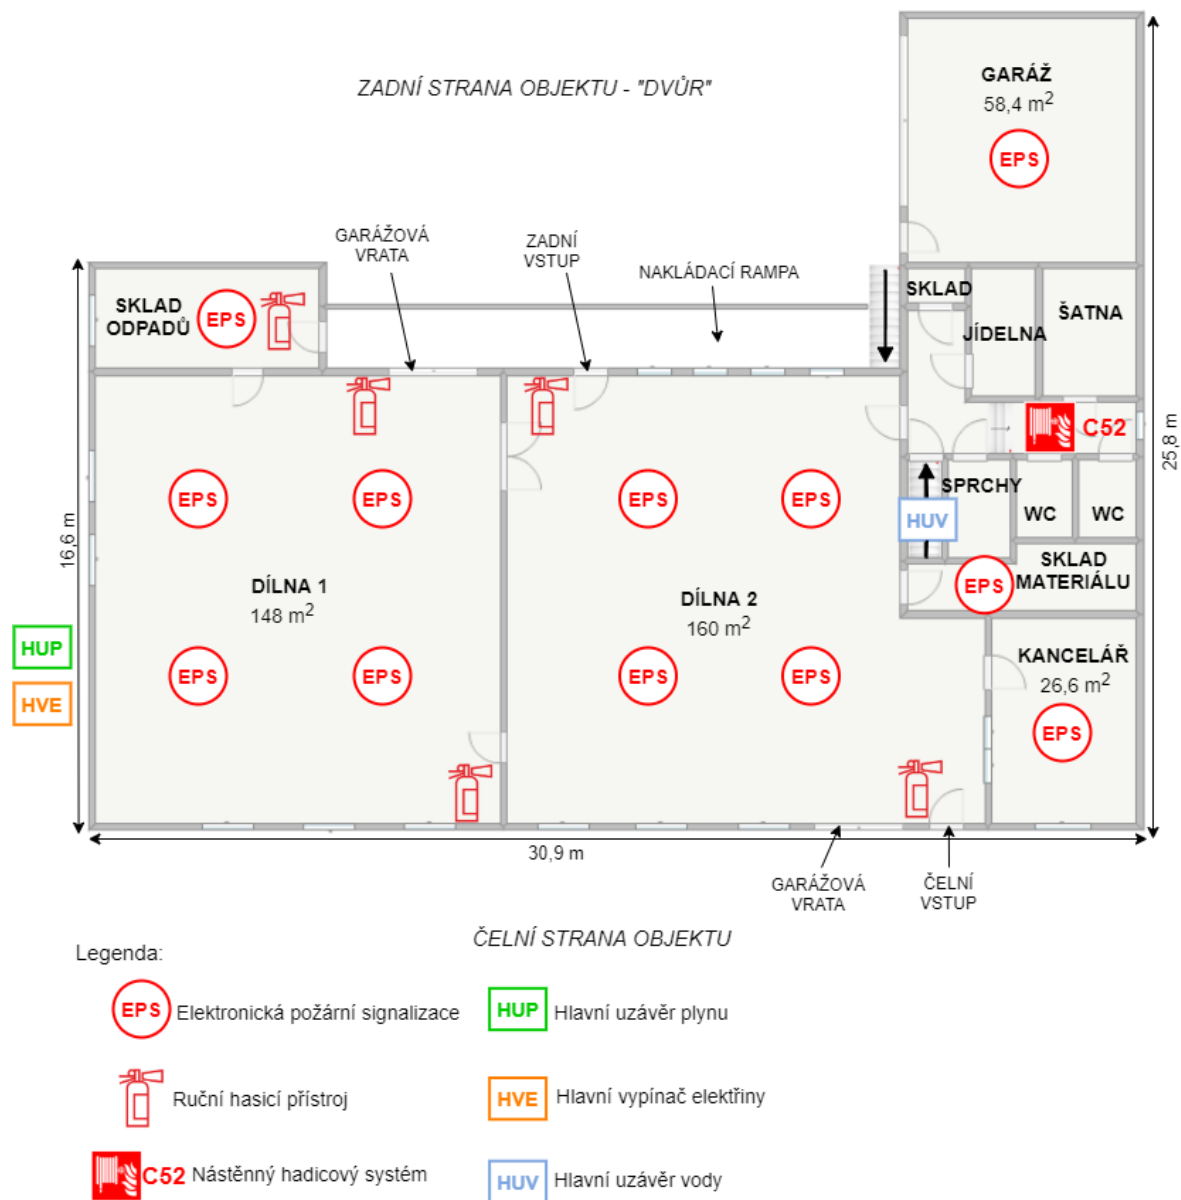 ZADNÍ STRANA OBJEKTU - "DVŮR"
GARÁŽ
58,4 m²
EPS
GARÁŽOVÁ
VRATA
ZADNÍ
VSTUP
NAKLÁDACÍ RAMPA
SKLAD
ODPADŮ
EPS
SKLAD
JÍDELNA
ŠATNA
C52
25,8 m
16,6 m
EPS
EPS
EPS
EPS
SPRCHY
HUV
WC
WC
SKLAD
MATERIÁLU
EPS
DÍLNA 1
148 m²
DÍLNA 2
160 m²
HUP
HVE
EPS
EPS
EPS
EPS
KANCELÁŘ
26,6 m²
EPS
30,9 m
GARÁŽOVÁ
VRATA
ČELNÍ
VSTUP
ČELNÍ STRANA OBJEKTU
Legenda:
EPS Elektronická požární signalizace
HUP Hlavní uzávěr plynu
Ruční hasicí přístroj
HVE Hlavní vypínač elektřiny
C52 Nástěnný hadicový systém
HUV Hlavní uzávěr vody